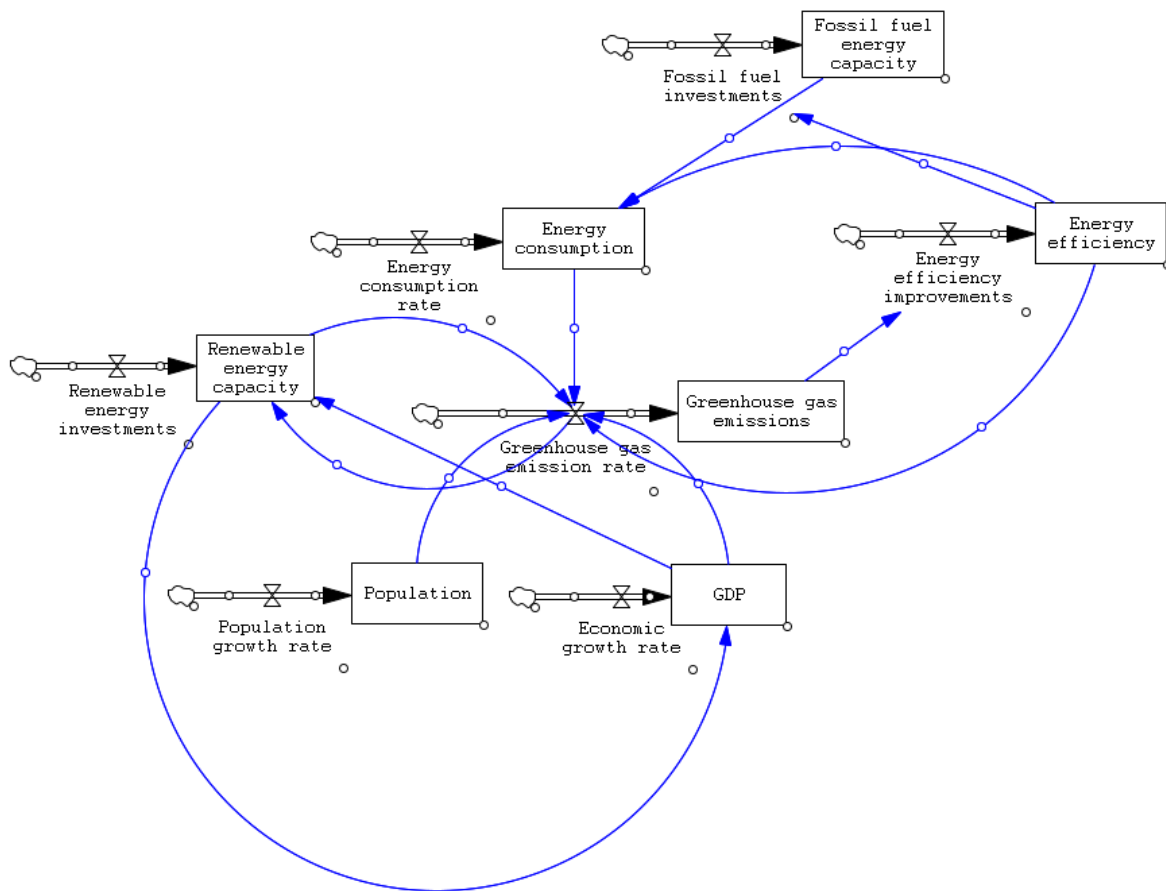 Fossil fuel
energy
capacity
Fossil fuel
investments
Energy
consumption
Energy
efficiency
Energy
consumption
rate
Energy
efficiency
improvements
Renewable
energy
capacity
Renewable
energy
investments
Greenhouse gas
emissions
Greenhouse gas
emission rate
Population
GDP
Population
growth rate
Economic
growth rate